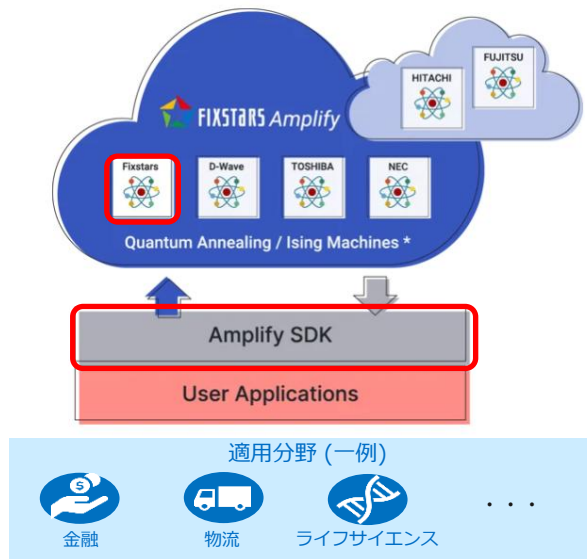 FUJITSU
HITACHI
FIXSTARS Amplify
Fixstars
D-Wave
TOSHIBA
NEC
Quantum Annealing / Ising Machines *
Amplify SDK
User Applications
適用分野 (一例)
$
金融
物流
ライフサイエンス
・・・